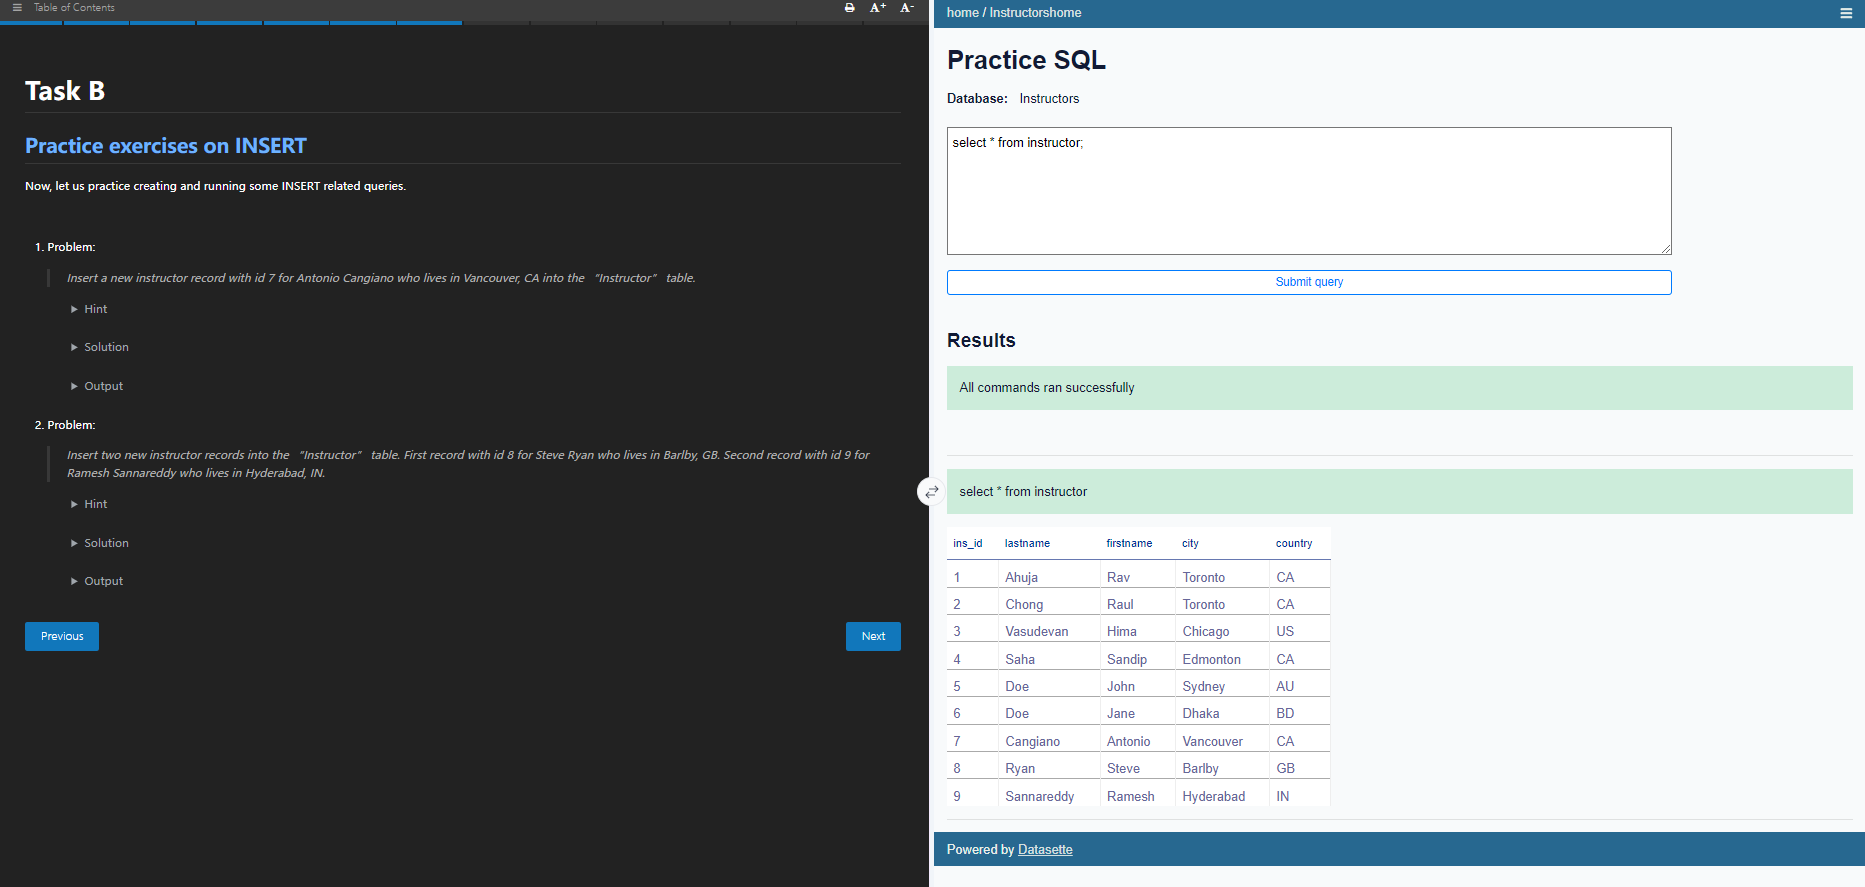 Table of Contents
A+ A-
Task B
Practice exercises on INSERT
Now, let us practice creating and running some INSERT related queries.
1. Problem:
Insert a new instructor record with id 7 for Antonio Cangiano who lives in Vancouver, CA into the “Instructor” table.
Hint
Solution
Output
2. Problem:
Insert two new instructor records into the “Instructor” table. First record with id 8 for Steve Ryan who lives in Barlby, GB. Second record with id 9 for
Ramesh Sannareddy who lives in Hyderabad, IN.
Hint
Solution
Output
Previous
Next
home / Instructorshome
Practice SQL
Database: Instructors
select * from instructor;
Submit query
Results
All commands ran successfully
select * from instructor
ins_id lastname firstname city country
1 Ahuja Rav Toronto CA
2 Chong Raul Toronto CA
3 Vasudevan Hima Chicago US
4 Saha Sandip Edmonton CA
5 Doe John Sydney AU
6 Doe Jane Dhaka BD
7 Cangiano Antonio Vancouver CA
8 Ryan Steve Barlby GB
9 Sannareddy Ramesh Hyderabad IN
Powered by Datasette